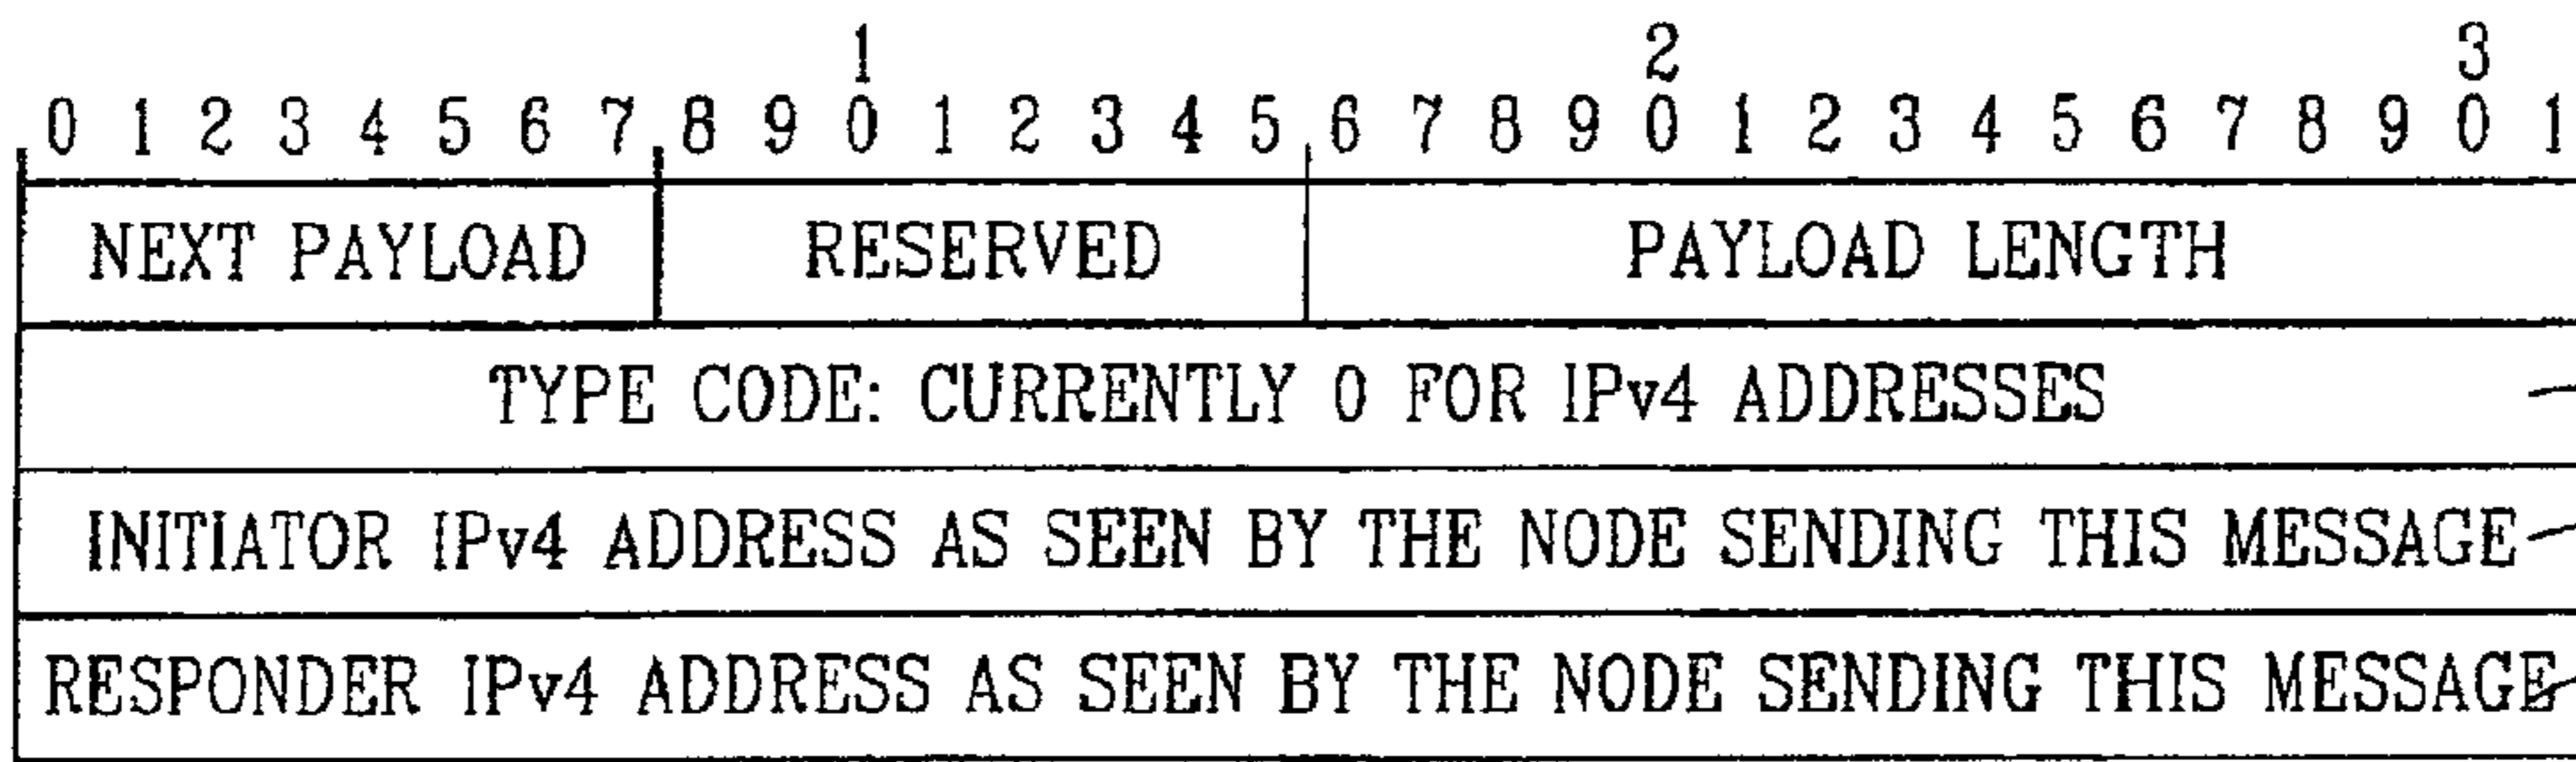 1 2 3
0 1 2 3 4 5 6 7 8 9 0 1 2 3 4 5 6 7 8 9 0 1 2 3 4 5 6 7 8 9 0 1
NEXT PAYLOAD RESERVED PAYLOAD LENGTH
TYPE CODE: CURRENTLY 0 FOR IPv4 ADDRESSES
INITIATOR IPv4 ADDRESS AS SEEN BY THE NODE SENDING THIS MESSAGE
RESPONDER IPv4 ADDRESS AS SEEN BY THE NODE SENDING THIS MESSAGE